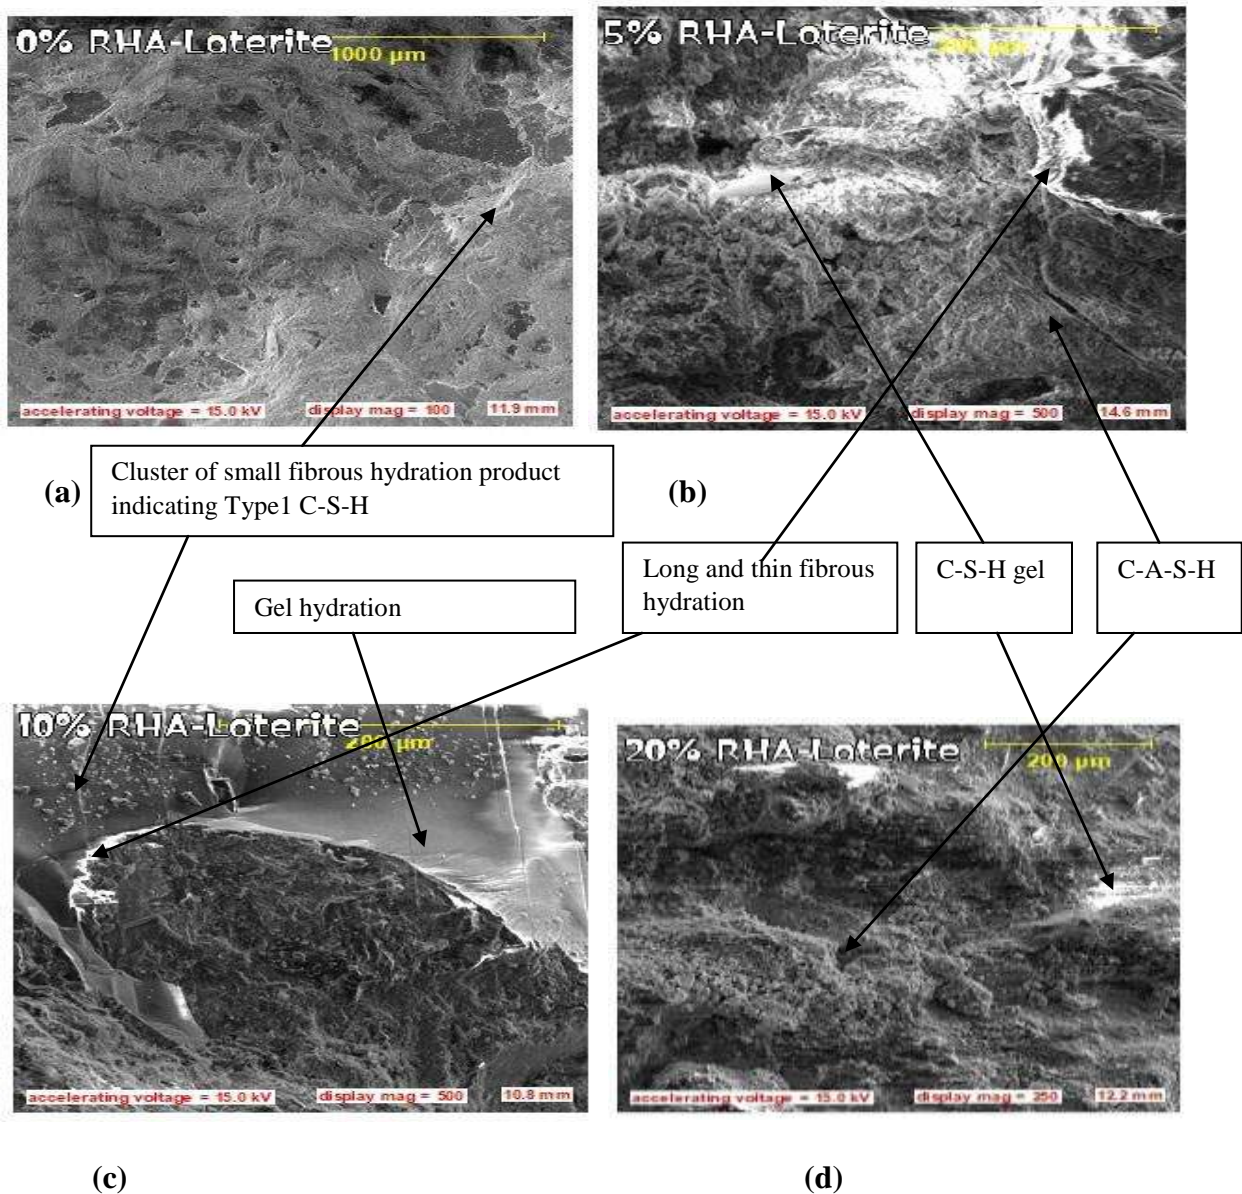 0% RHA-Laterite
1000 µm
accelerating voltage = 15.0 kV display mag = 100 11.9 mm
5% RHA-Laterite
accelerating voltage = 15.0 kV display mag = 500 14.6 mm
(a)
Cluster of small fibrous hydration product
indicating Type1 C-S-H
(b)
Gel hydration
Long and thin fibrous
hydration
C-S-H gel
C-A-S-H
10% RHA-Laterite
200 µm
accelerating voltage = 15.0 kV display mag = 500 10.8 mm
20% RHA-Laterite
200 µm
accelerating voltage = 15.0 kV display mag = 250 12.2 mm
(c)
(d)